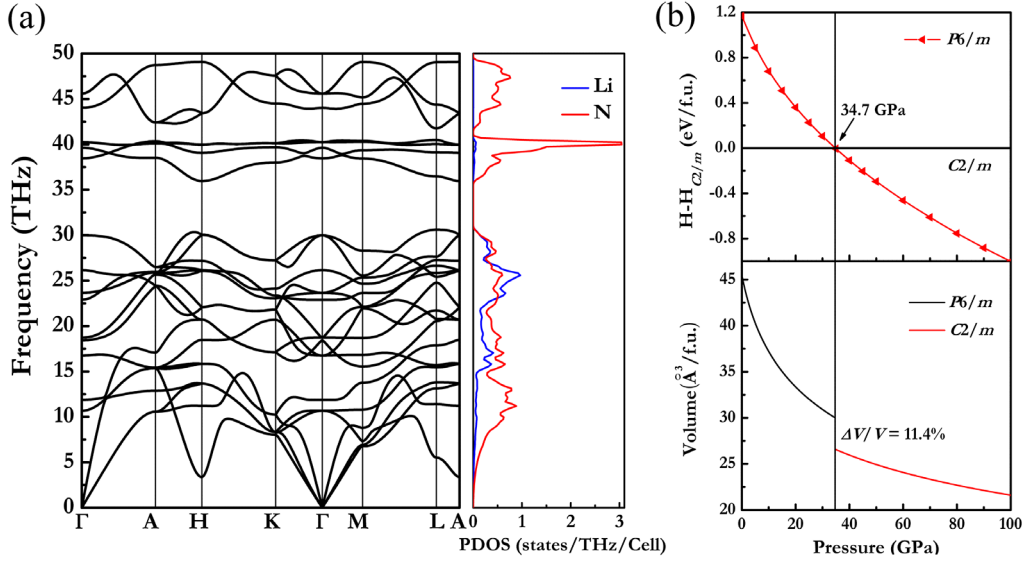 (a)
50
45
40
35
30
25
20
15
10
5
0
Frequency (THz)
Γ A H K Γ M L A
Li
N
0 1 2 3
PDOS (states/THz/Cell)
(b)
1.2
0.8
0.4
0.0
-0.4
-0.8
H-H_{C2/m} (eV/f.u.)
P6/m
34.7 GPa
C2/m
45
40
35
30
25
20
Volume(Å³/f.u.)
P6/m
C2/m
ΔV/V = 11.4%
0 20 40 60 80 100
Pressure (GPa)